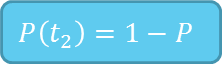 P(t₂) = 1 − P